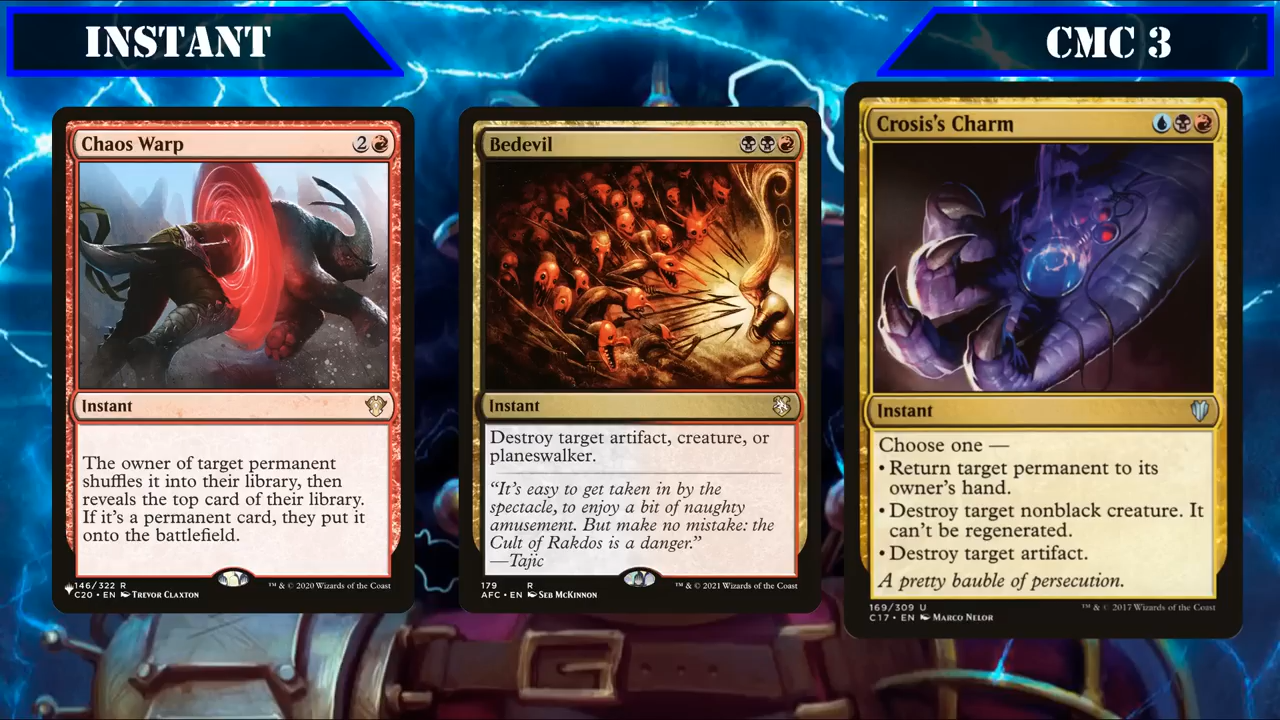 INSTANT
CMC 3
Chaos Warp 2
Instant
The owner of target permanent
shuffles it into their library, then
reveals the top card of their library.
If it's a permanent card, they put it
onto the battlefield.
146/322 R
C20 • EN Trevor Claxton
™ & © 2020 Wizards of the Coast
Bedevil
Instant
Destroy target artifact, creature, or
planeswalker.
“It's easy to get taken in by the
spectacle, to enjoy a bit of naughty
amusement. But make no mistake: the
Cult of Rakdos is a danger.”
—Tajic
179 R
AFC • EN Seb McKinnon
™ & © 2021 Wizards of the Coast
Crosis's Charm
Instant
Choose one —
• Return target permanent to its
owner's hand.
• Destroy target nonblack creature. It
can't be regenerated.
• Destroy target artifact.
A pretty bauble of persecution.
169/309 U
C17 • EN Marco Nelor
™ & © 2017 Wizards of the Coast